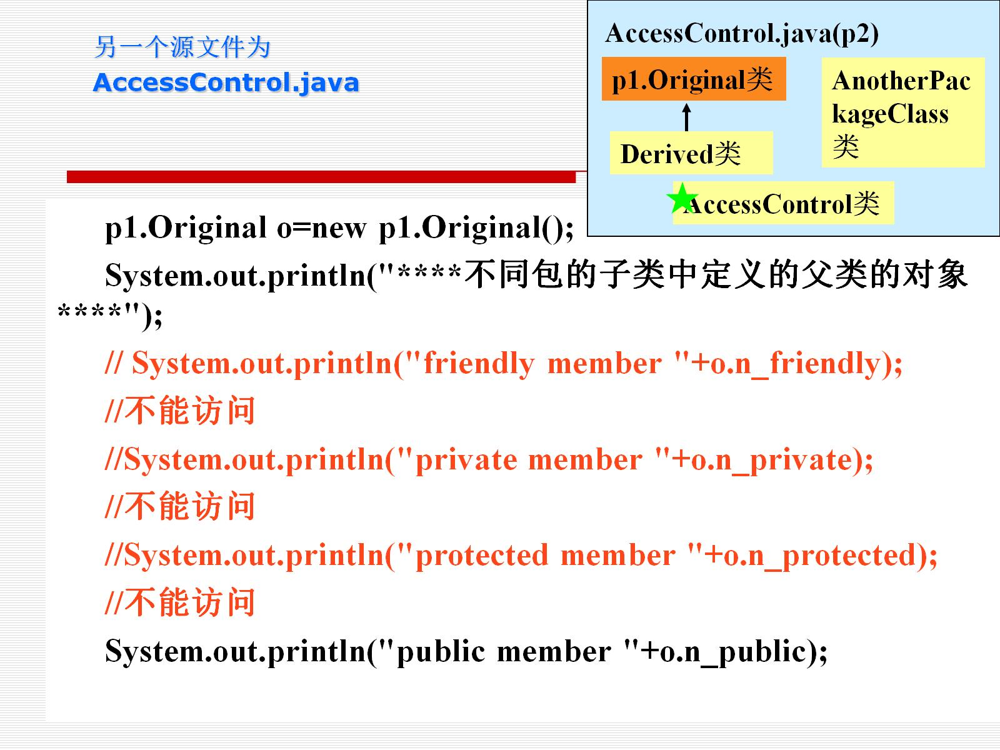 另一个源文件为
AccessControl.java
AccessControl.java(p2)
p1.Original类
AnotherPac
kageClass
类
Derived类
AccessControl类
p1.Original o=new p1.Original();
System.out.println("****不同包的子类中定义的父类的对象
****");
// System.out.println("friendly member "+o.n_friendly);
//不能访问
//System.out.println("private member "+o.n_private);
//不能访问
//System.out.println("protected member "+o.n_protected);
//不能访问
System.out.println("public member "+o.n_public);